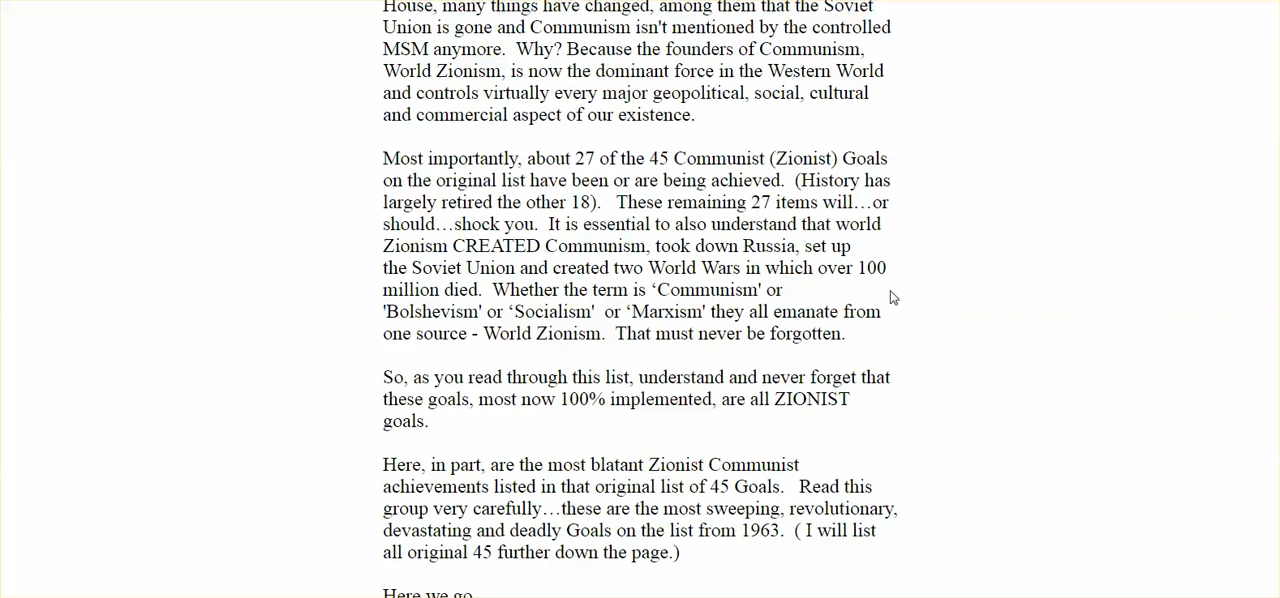 House, many things have changed, among them that the Soviet
Union is gone and Communism isn't mentioned by the controlled
MSM anymore.  Why? Because the founders of Communism,
World Zionism, is now the dominant force in the Western World
and controls virtually every major geopolitical, social, cultural
and commercial aspect of our existence.
Most importantly, about 27 of the 45 Communist (Zionist) Goals
on the original list have been or are being achieved.  (History has
largely retired the other 18).   These remaining 27 items will…or
should…shock you.  It is essential to also understand that world
Zionism CREATED Communism, took down Russia, set up
the Soviet Union and created two World Wars in which over 100
million died.  Whether the term is ‘Communism' or
'Bolshevism' or ‘Socialism'  or ‘Marxism' they all emanate from
one source - World Zionism.  That must never be forgotten.
So, as you read through this list, understand and never forget that
these goals, most now 100% implemented, are all ZIONIST
goals.
Here, in part, are the most blatant Zionist Communist
achievements listed in that original list of 45 Goals.   Read this
group very carefully…these are the most sweeping, revolutionary,
devastating and deadly Goals on the list from 1963.  ( I will list
all original 45 further down the page.)
Here we go